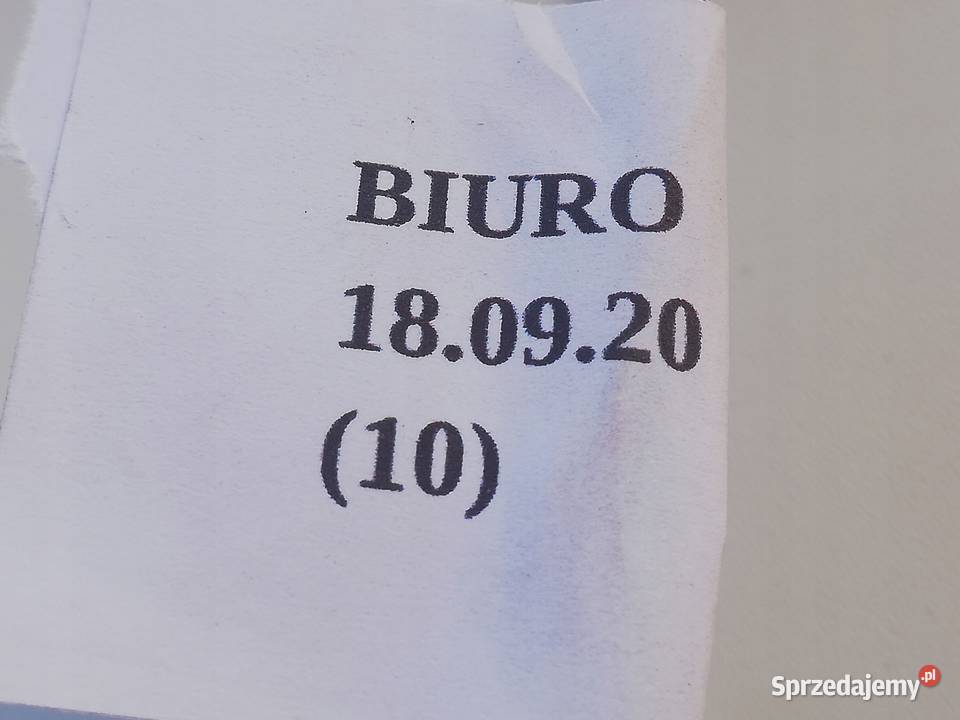 BIURO
18.09.20
(10)
Sprzedajemy.pl